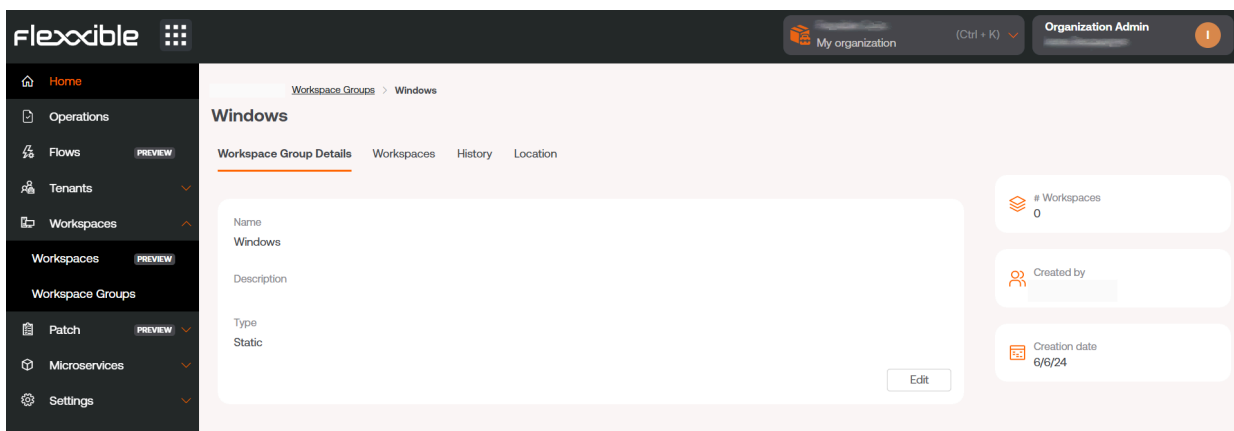 flexxible
My organization
(Ctrl + K)
Organization Admin
I
Home
Operations
Flows PREVIEW
Tenants
Workspaces
Workspaces PREVIEW
Workspace Groups
Patch PREVIEW
Microservices
Settings
Workspace Groups > Windows
Windows
Workspace Group Details Workspaces History Location
Name
Windows
Description
Type
Static
Edit
# Workspaces
0
Created by
Creation date
6/6/24